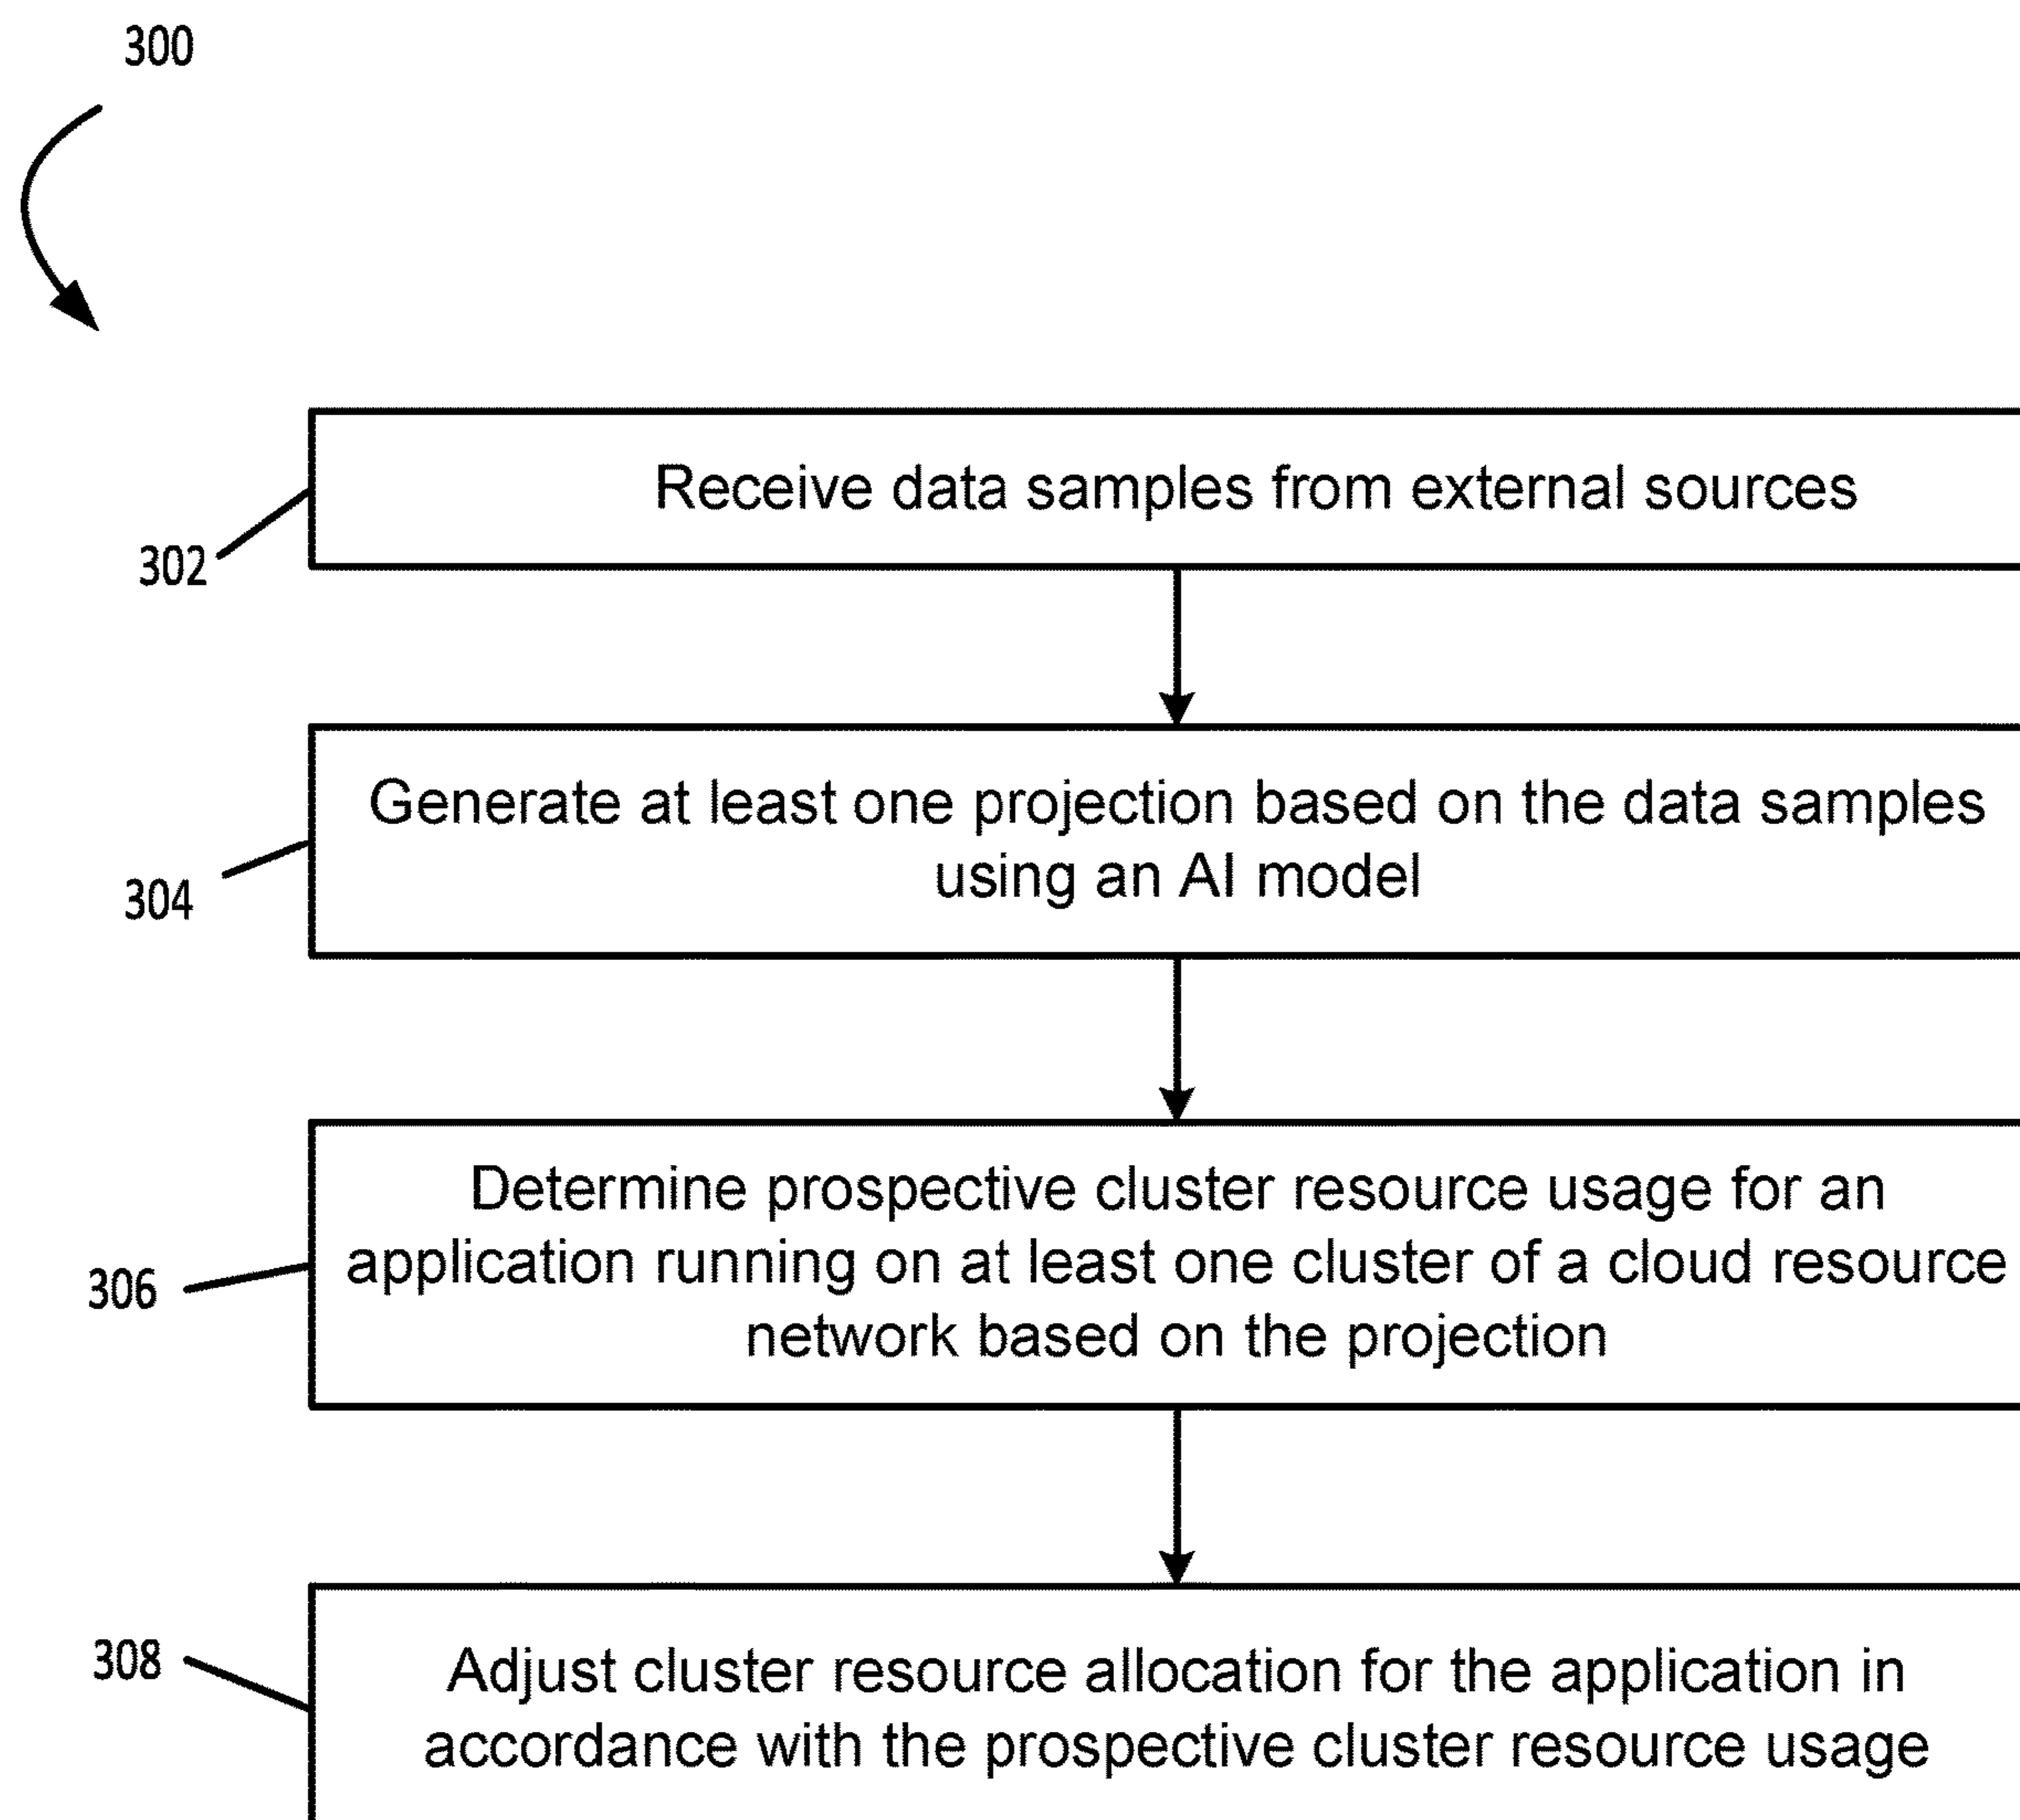 300
Receive data samples from external sources
302
Generate at least one projection based on the data samples
using an AI model
304
Determine prospective cluster resource usage for an
application running on at least one cluster of a cloud resource
network based on the projection
306
Adjust cluster resource allocation for the application in
accordance with the prospective cluster resource usage
308